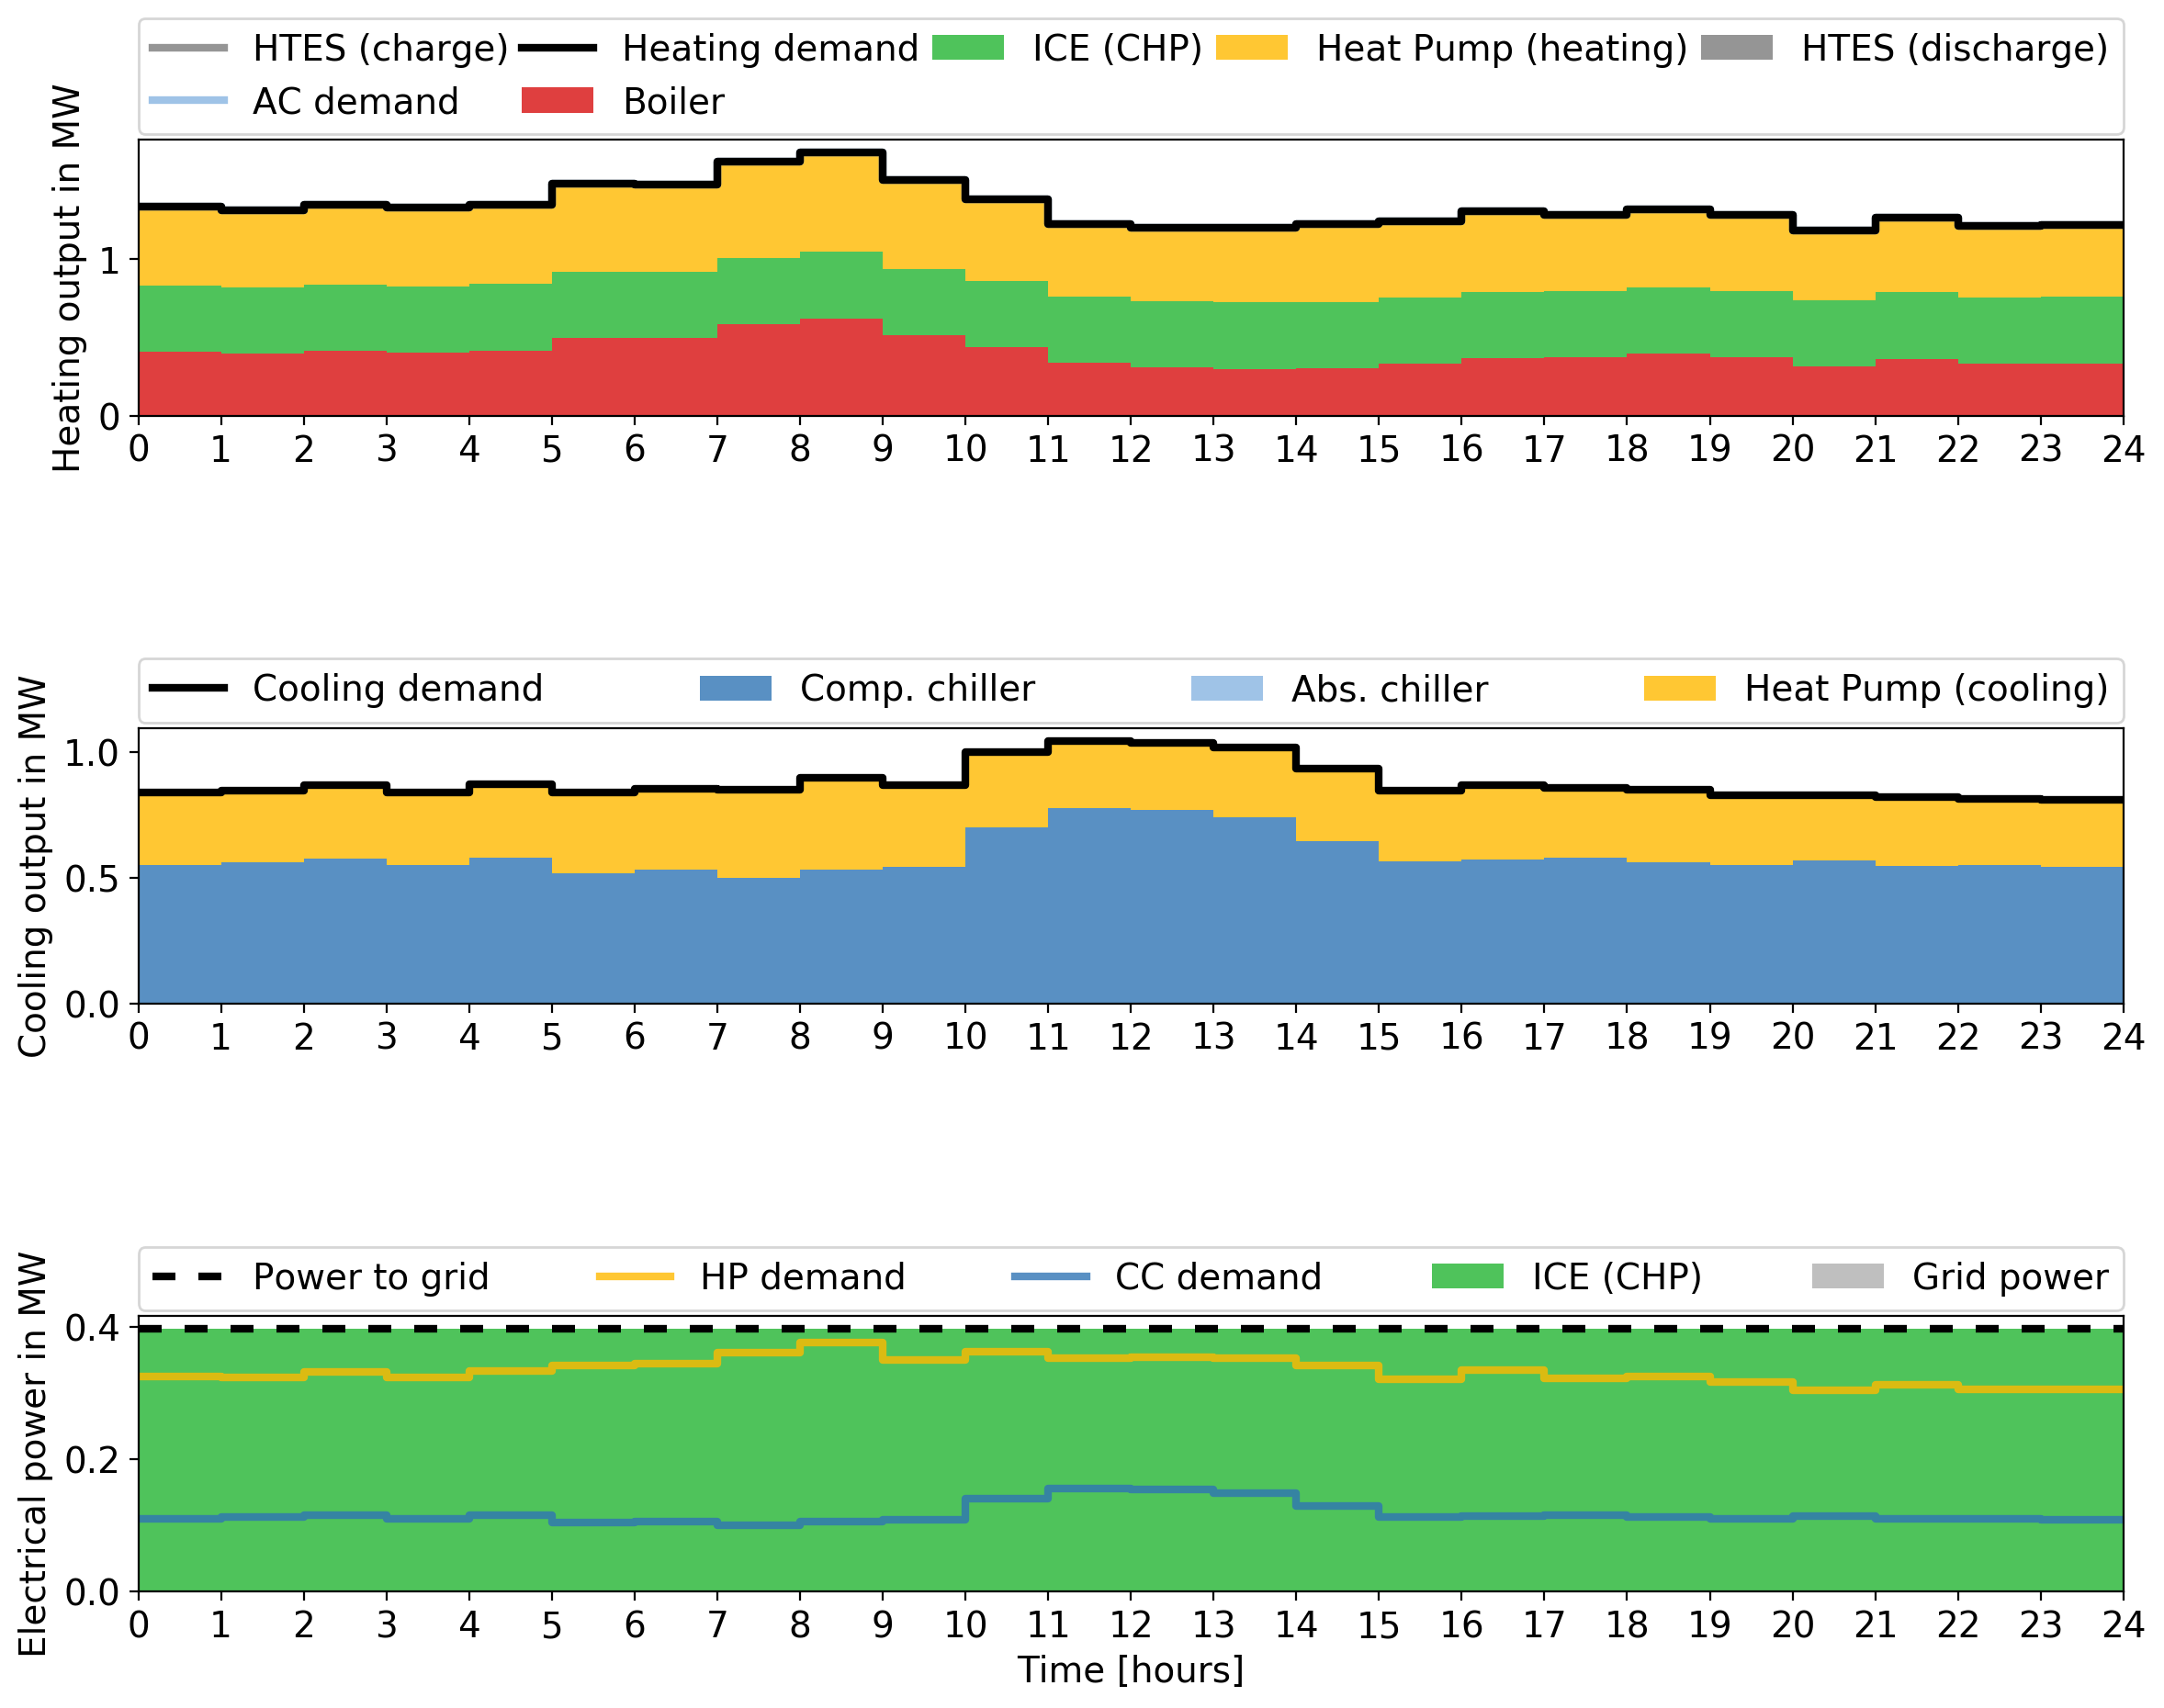 HTES (charge) Heating demand ICE (CHP) Heat Pump (heating) HTES (discharge)
AC demand Boiler
Heating output in MW
1
0
0 1 2 3 4 5 6 7 8 9 10 11 12 13 14 15 16 17 18 19 20 21 22 23 24
Cooling demand Comp. chiller Abs. chiller Heat Pump (cooling)
Cooling output in MW
1.0
0.5
0.0
0 1 2 3 4 5 6 7 8 9 10 11 12 13 14 15 16 17 18 19 20 21 22 23 24
Power to grid HP demand CC demand ICE (CHP) Grid power
Electrical power in MW
0.4
0.2
0.0
0 1 2 3 4 5 6 7 8 9 10 11 12 13 14 15 16 17 18 19 20 21 22 23 24
Time [hours]